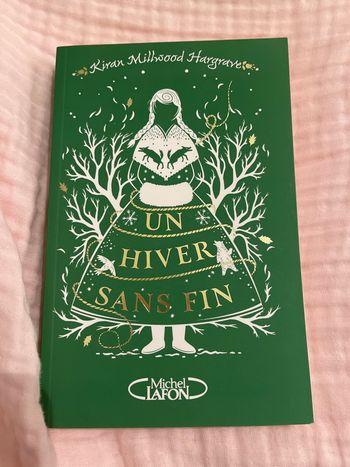 Kiran Millwood Hargrave
UN
HIVER
SANS FIN
Michel
LAFON